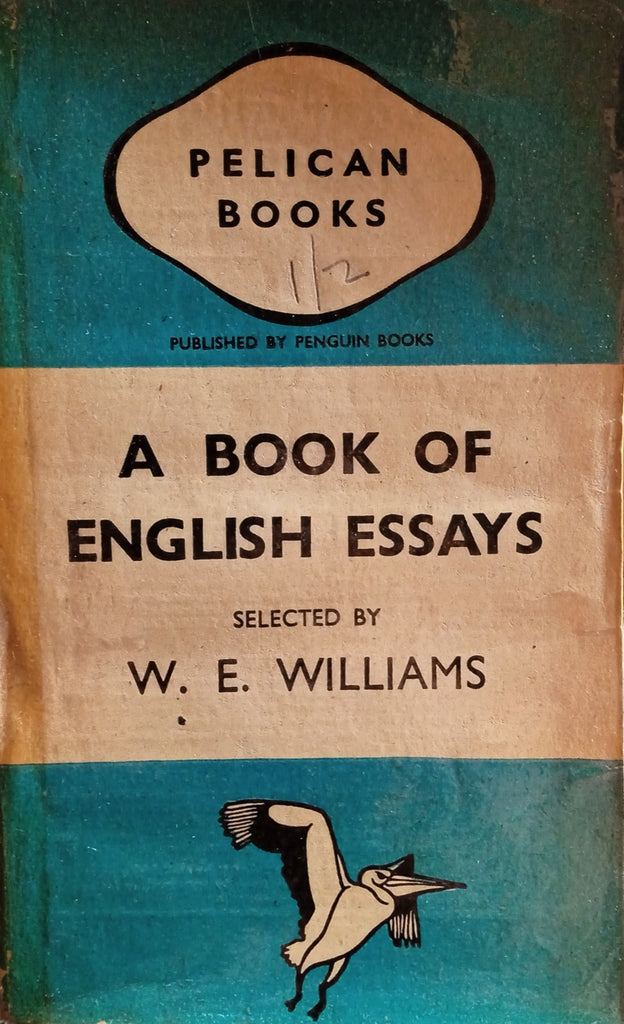 PELICAN
BOOKS
1/2
PUBLISHED BY PENGUIN BOOKS
A BOOK OF
ENGLISH ESSAYS
SELECTED BY
W. E. WILLIAMS